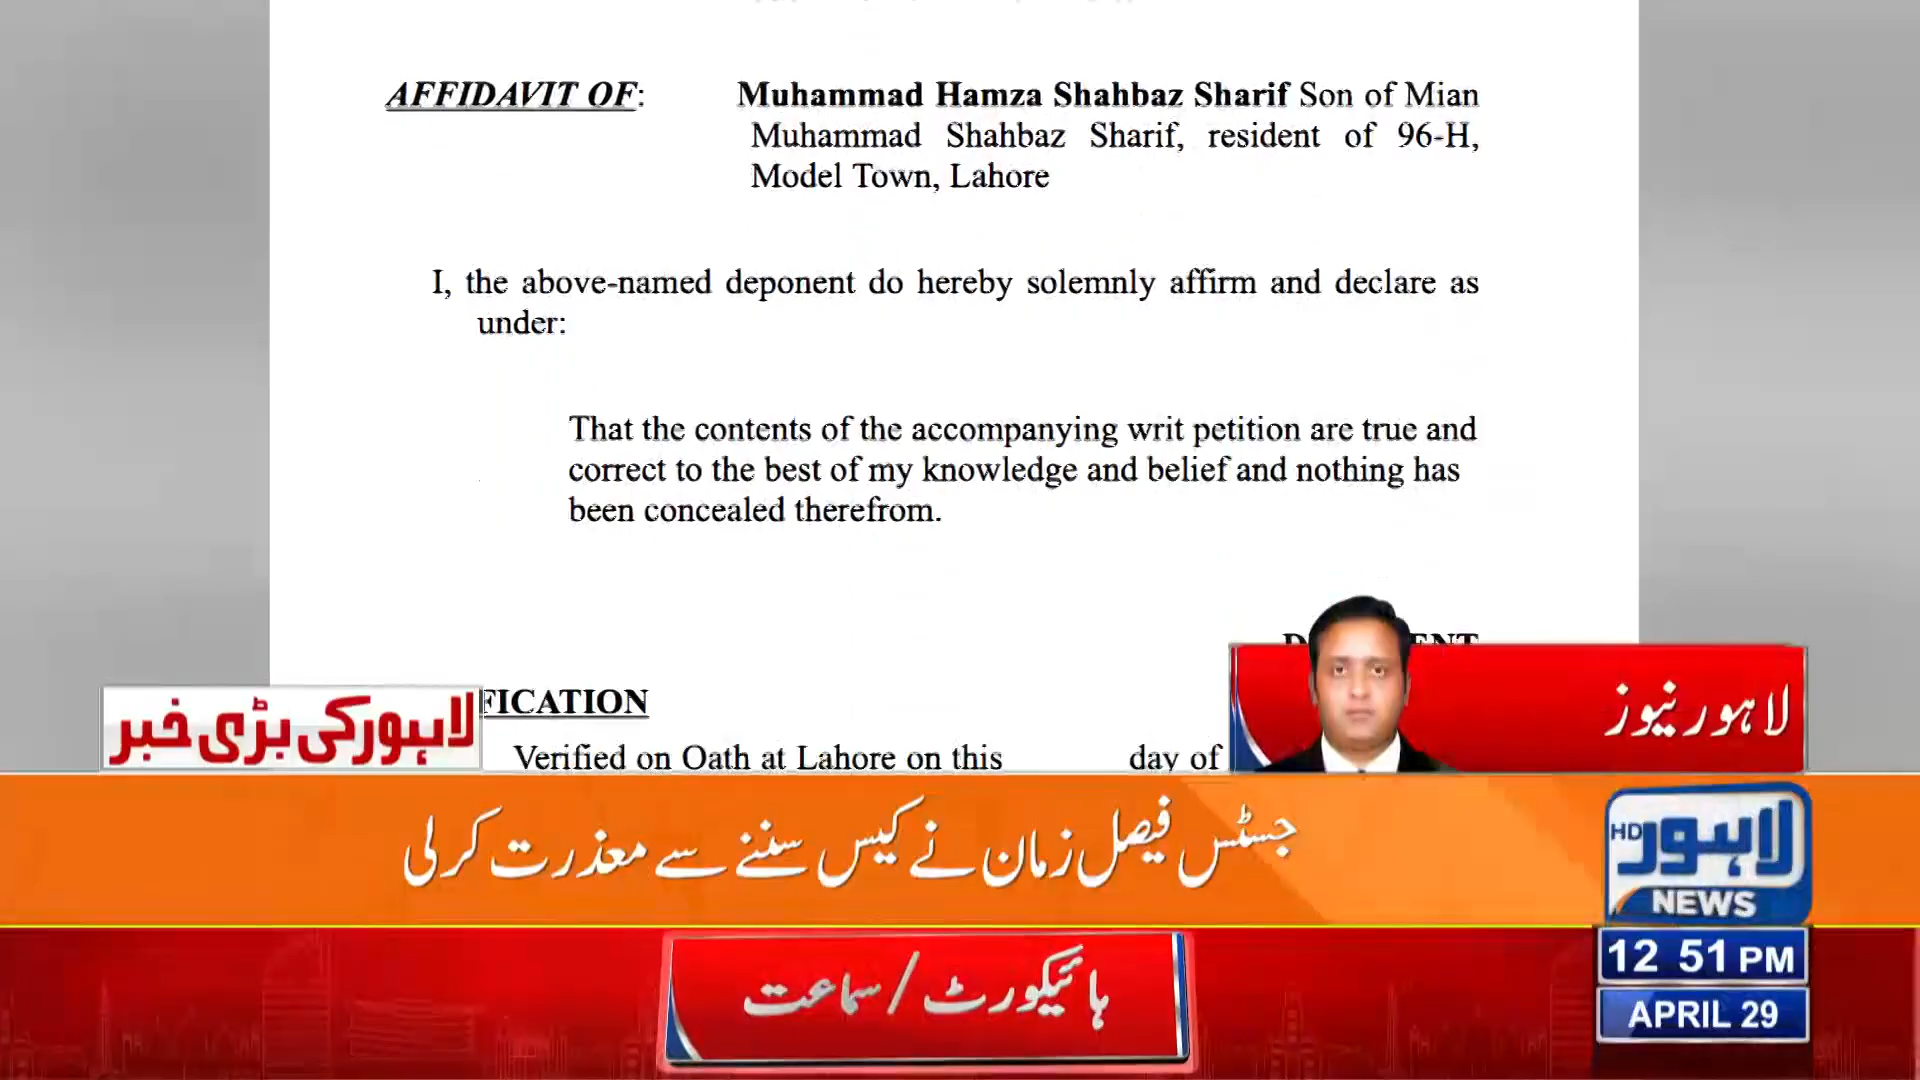 AFFIDAVIT OF: Muhammad Hamza Shahbaz Sharif Son of Mian
Muhammad Shahbaz Sharif, resident of 96-H,
Model Town, Lahore
I, the above-named deponent do hereby solemnly affirm and declare as
under:
That the contents of the accompanying writ petition are true and
correct to the best of my knowledge and belief and nothing has
been concealed therefrom.
FICATION
Verified on Oath at Lahore on this day of
لاہور نیوز
لاہور کی بڑی خبر
جسٹس فیصل زمان نے کیس سننے سے معذرت کر لی
لاہور HD
NEWS
ہائیکورٹ / سماعت
12 51 PM
APRIL 29